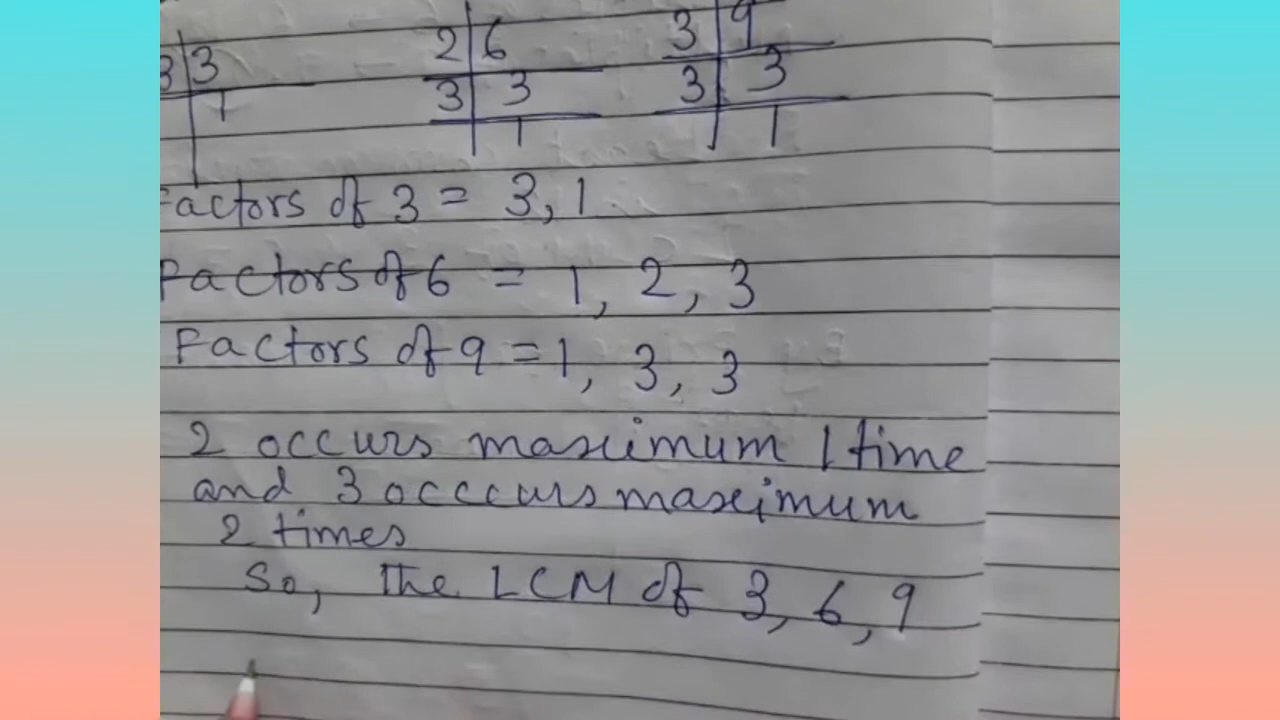 3 | 3 2 | 6 3 | 9
1 3 | 3 3 | 3
1 1
Factors of 3 = 3, 1
Factors of 6 = 1, 2, 3
Factors of 9 = 1, 3, 3
2 occurs maximum 1 time
and 3 occcurs maximum
2 times
So, the LCM of 3, 6, 9